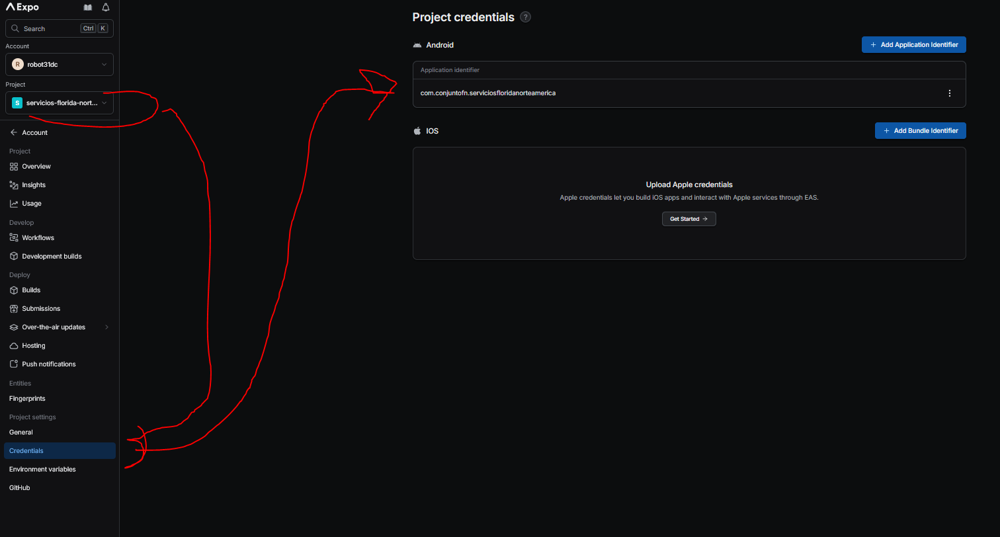 Expo
Search Ctrl K
Account
R robot31dc
Project
S servicios-florida-nort...
Account
Project
Overview
Insights
Usage
Develop
Workflows
Development builds
Deploy
Builds
Submissions
Over-the-air updates
Hosting
Push notifications
Entities
Fingerprints
Project settings
General
Credentials
Environment variables
GitHub
Project credentials ?
Android
+ Add Application Identifier
Application identifier
com.conjuntofn.serviciosfloridanorteamerica
IOS
+ Add Bundle Identifier
Upload Apple credentials
Apple credentials let you build iOS apps and interact with Apple services through EAS.
Get Started →